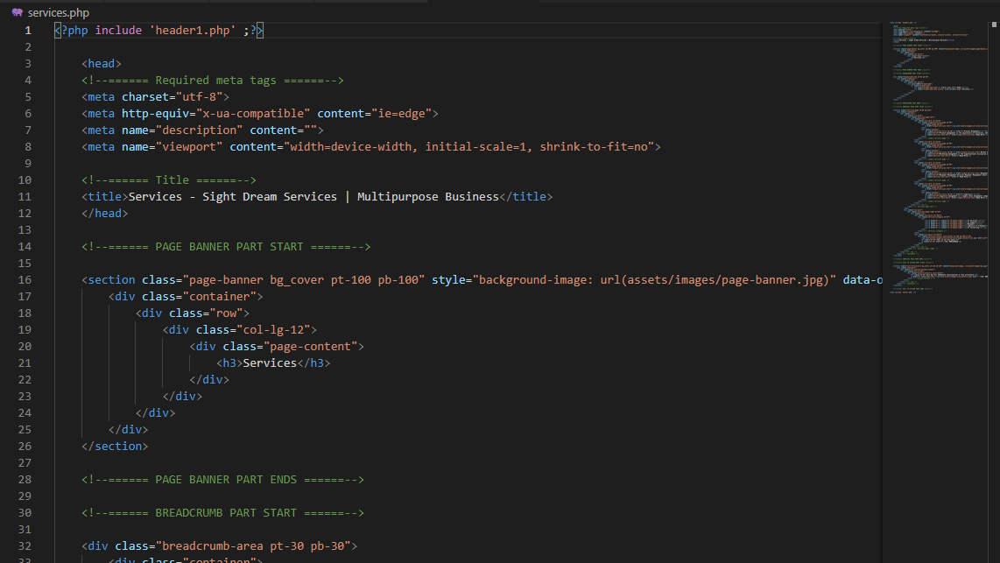 services.php
1 <?php include 'header1.php' ;?>
2
3 <head>
4 <!--======= Required meta tags =======-->
5 <meta charset="utf-8">
6 <meta http-equiv="x-ua-compatible" content="ie=edge">
7 <meta name="description" content="">
8 <meta name="viewport" content="width=device-width, initial-scale=1, shrink-to-fit=no">
9
10 <!--======= Title =======-->
11 <title>Services - Sight Dream Services | Multipurpose Business</title>
12 </head>
13
14 <!--======= PAGE BANNER PART START =======-->
15
16 <section class="page-banner bg_cover pt-100 pb-100" style="background-image: url(assets/images/page-banner.jpg)" data-o
17 <div class="container">
18 <div class="row">
19 <div class="col-lg-12">
20 <div class="page-content">
21 <h3>Services</h3>
22 </div>
23 </div>
24 </div>
25 </div>
26 </section>
27
28 <!--======= PAGE BANNER PART ENDS =======-->
29
30 <!--======= BREADCRUMB PART START =======-->
31
32 <div class="breadcrumb-area pt-30 pb-30">
33 <div class="container">